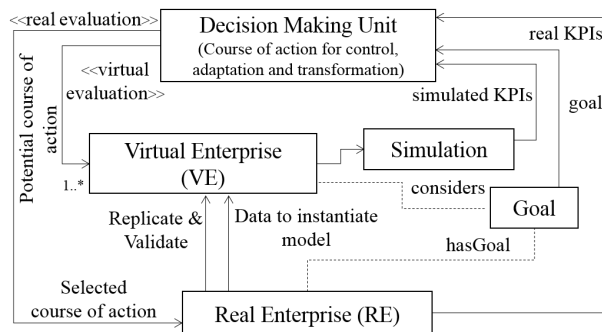 <<real evaluation>>
Decision Making Unit
(Course of action for control,
adaptation and transformation)
real KPIs
<<virtual
evaluation>>
simulated KPIs
goal
Potential course of
action
Virtual Enterprise
(VE)
Simulation
1..*
considers
Goal
Replicate &
Validate
Data to instantiate
model
hasGoal
Selected
course of action
Real Enterprise (RE)